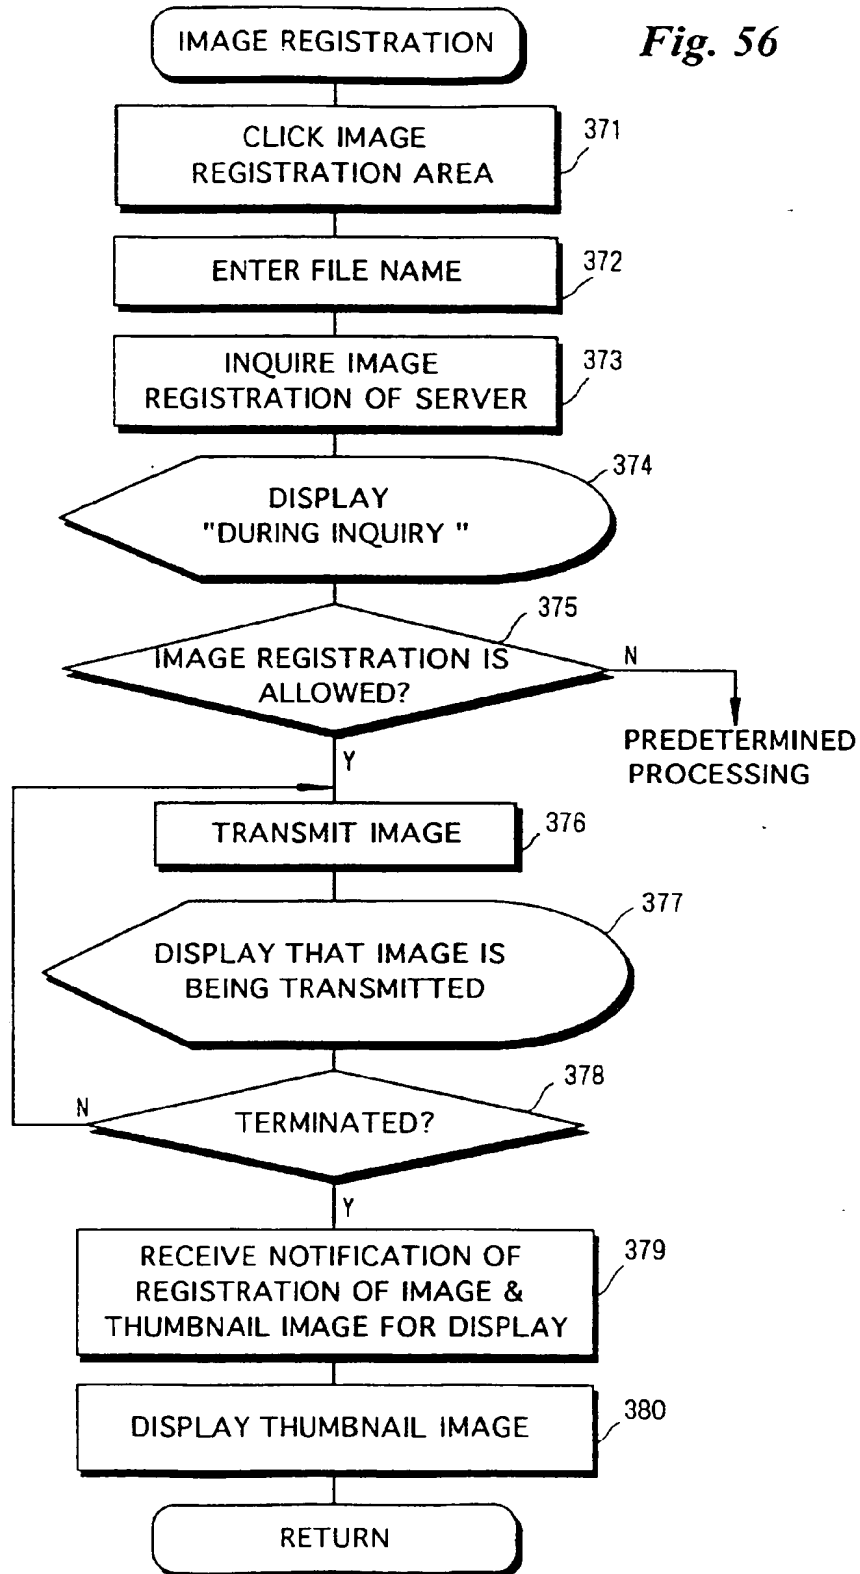 IMAGE REGISTRATION
Fig. 56
CLICK IMAGE
REGISTRATION AREA
371
ENTER FILE NAME
372
INQUIRE IMAGE
REGISTRATION OF SERVER
373
374
DISPLAY
"DURING INQUIRY "
375
IMAGE REGISTRATION IS
ALLOWED?
N
PREDETERMINED
PROCESSING
Y
TRANSMIT IMAGE
376
377
DISPLAY THAT IMAGE IS
BEING TRANSMITTED
378
N
TERMINATED?
Y
RECEIVE NOTIFICATION OF
REGISTRATION OF IMAGE &
THUMBNAIL IMAGE FOR DISPLAY
379
DISPLAY THUMBNAIL IMAGE
380
RETURN